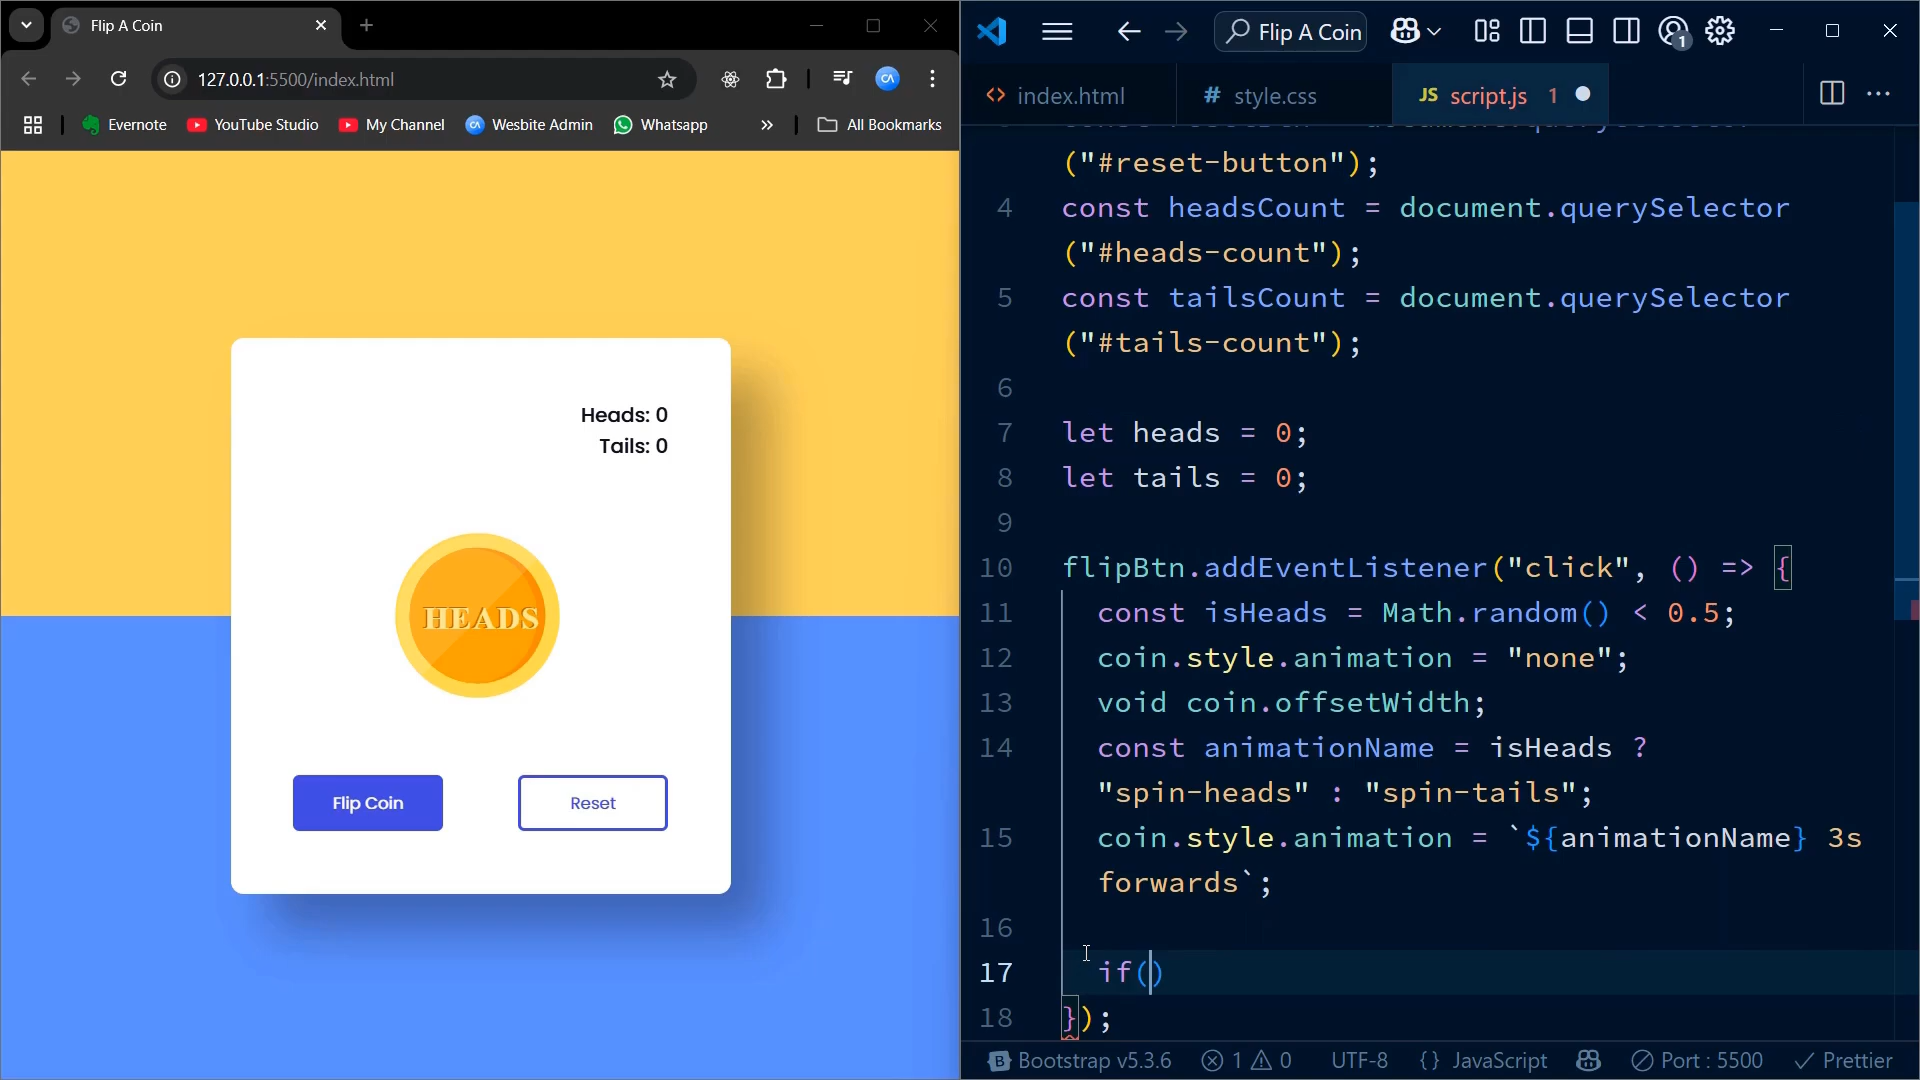 Flip A Coin
127.0.0.1:5500/index.html
Evernote
YouTube Studio
My Channel
Wesbite Admin
Whatsapp
All Bookmarks
Heads: 0
Tails: 0
HEADS
Flip Coin
Reset
Flip A Coin
1
index.html
style.css
JS script.js 1
("#reset-button");
4 const headsCount = document.querySelector
("#heads-count");
5 const tailsCount = document.querySelector
("#tails-count");
6
7 let heads = 0;
8 let tails = 0;
9
10 flipBtn.addEventListener("click", () => {
11 const isHeads = Math.random() < 0.5;
12 coin.style.animation = "none";
13 void coin.offsetWidth;
14 const animationName = isHeads ?
"spin-heads" : "spin-tails";
15 coin.style.animation = `${animationName} 3s
forwards`;
16
17 if()
18 });
Bootstrap v5.3.6
1
0
UTF-8
{} JavaScript
Port : 5500
Prettier